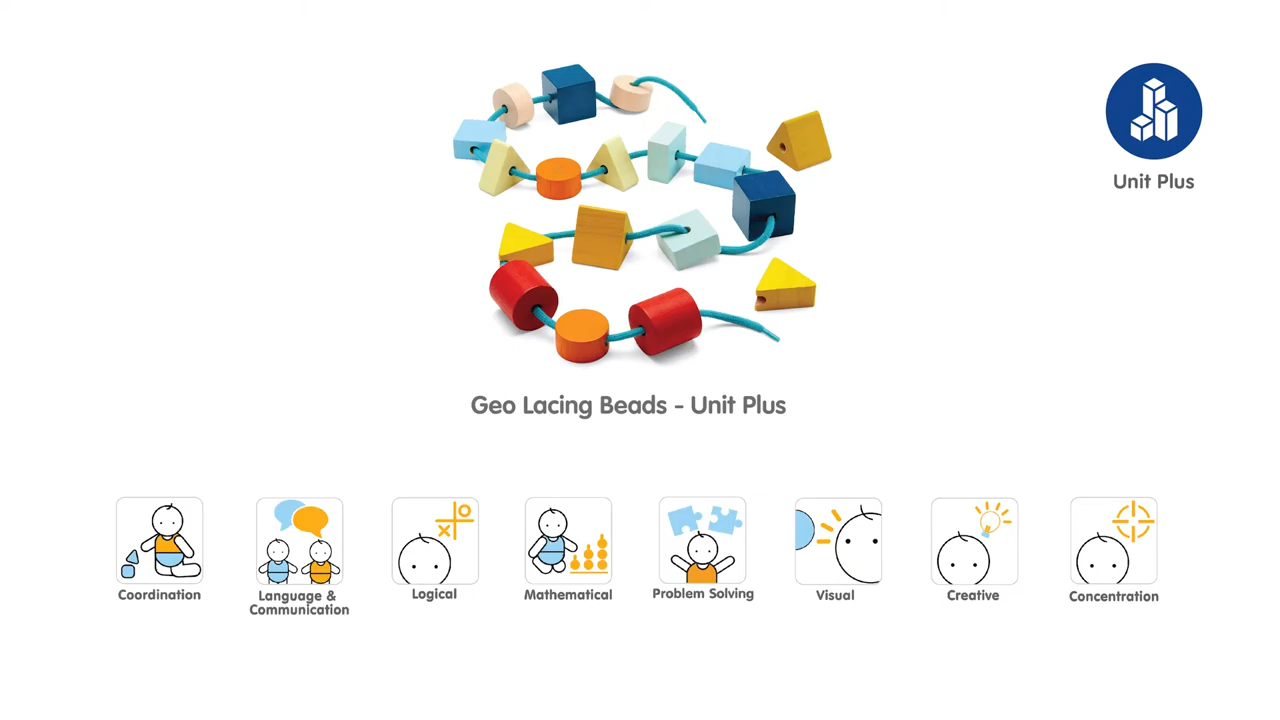 Unit Plus
Geo Lacing Beads - Unit Plus
Coordination
Language &
Communication
Logical
Mathematical
Problem Solving
Visual
Creative
Concentration